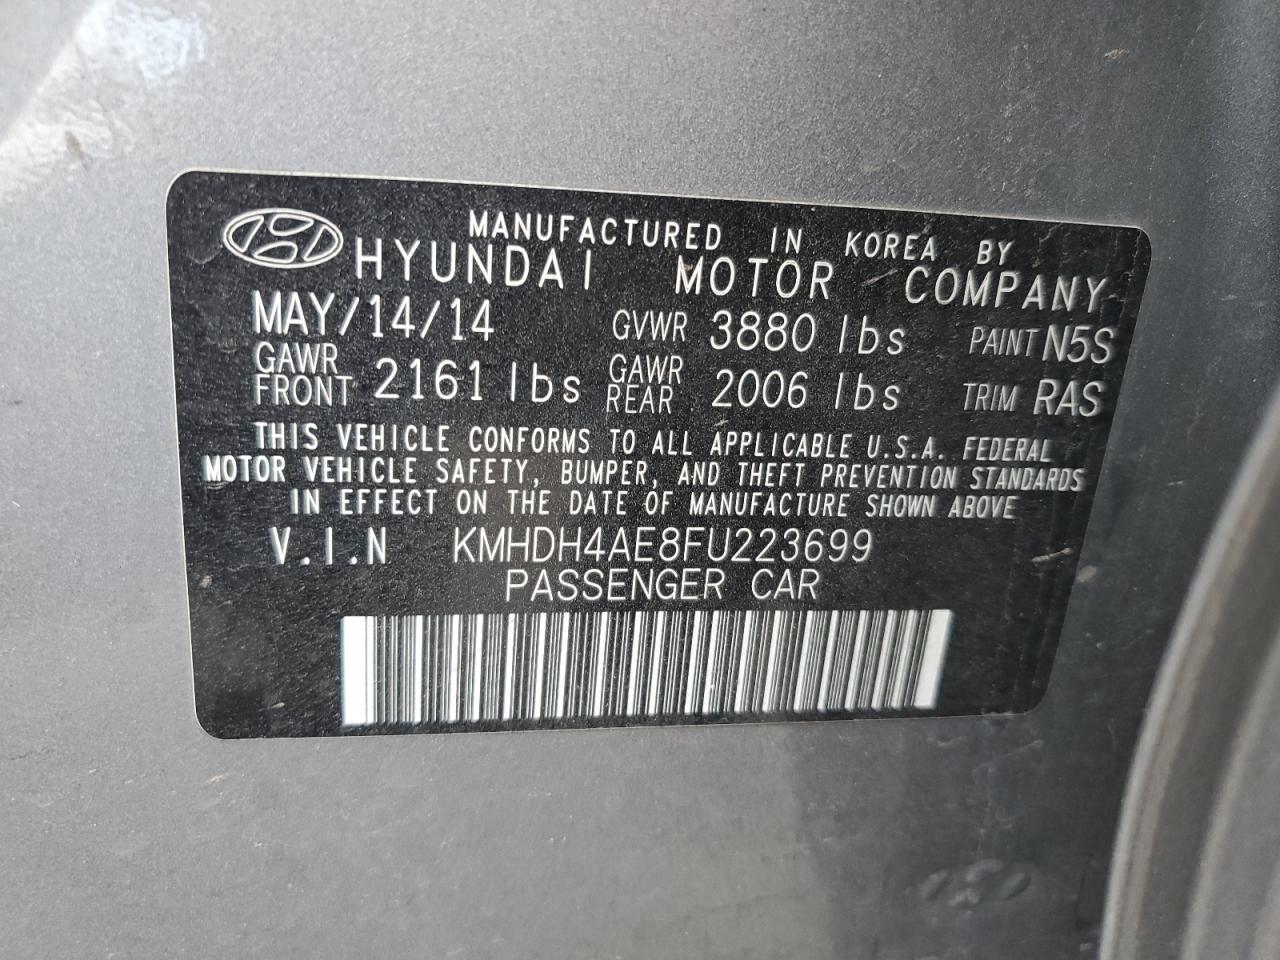 MANUFACTURED IN KOREA BY
HYUNDAI MOTOR COMPANY
MAY/14/14 GVWR 3880 lbs PAINT N5S
GAWR FRONT 2161 lbs GAWR REAR 2006 lbs TRIM RAS
THIS VEHICLE CONFORMS TO ALL APPLICABLE U.S.A. FEDERAL
MOTOR VEHICLE SAFETY, BUMPER, AND THEFT PREVENTION STANDARDS
IN EFFECT ON THE DATE OF MANUFACTURE SHOWN ABOVE
V.I.N KMHDH4AE8FU223699
PASSENGER CAR